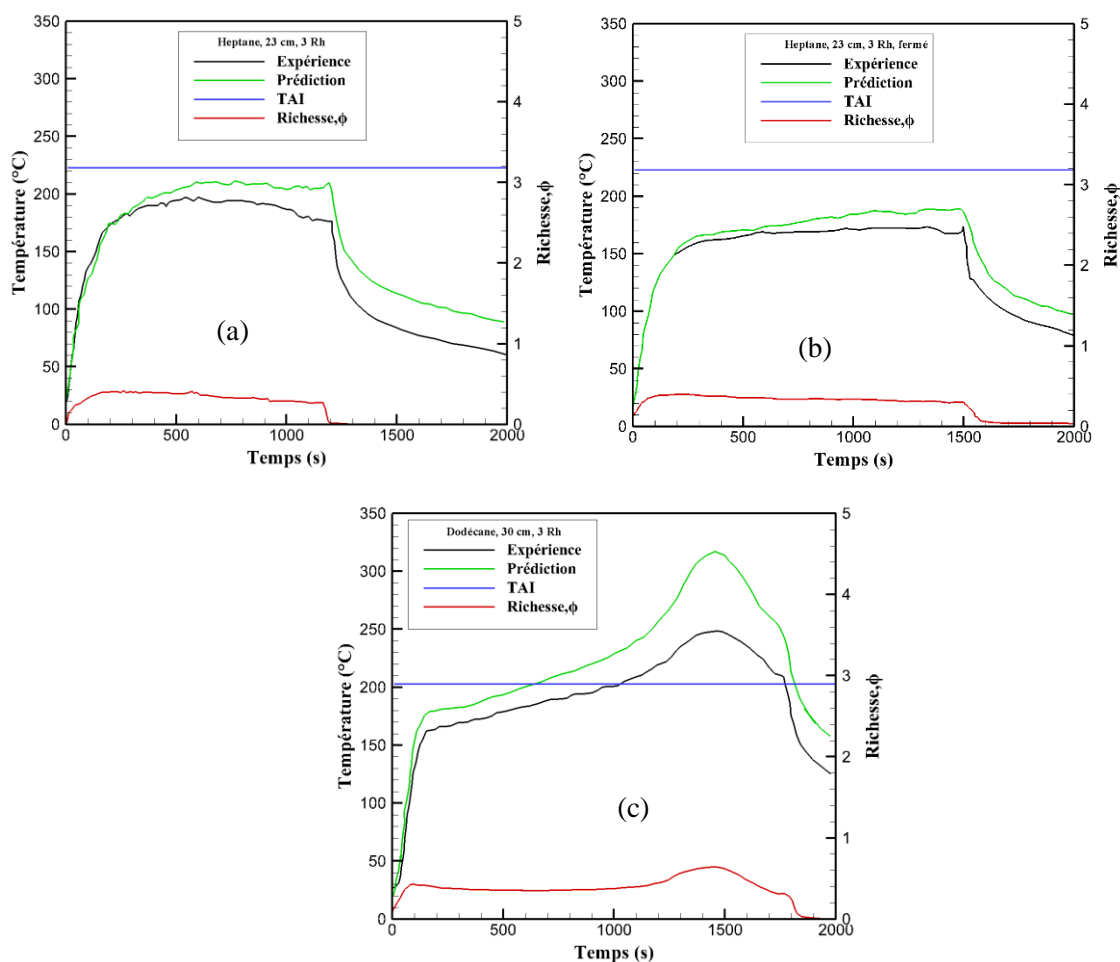 Heptane, 23 cm, 3 Rh
Expérience
Prédiction
TAI
Richesse,ϕ
350
300
250
200
150
100
50
0
Température (°C)
5
4
3
2
1
0
Richesse,ϕ
(a)
0
500
1000
1500
2000
Temps (s)
Heptane, 23 cm, 3 Rh, fermé
Expérience
Prédiction
TAI
Richesse,ϕ
350
300
250
200
150
100
50
0
Température (°C)
5
4
3
2
1
0
Richesse,ϕ
(b)
0
500
1000
1500
2000
Temps (s)
Dodécane, 30 cm, 3 Rh
Expérience
Prédiction
TAI
Richesse,ϕ
350
300
250
200
150
100
50
0
Température (°C)
5
4
3
2
1
0
Richesse,ϕ
(c)
0
500
1000
1500
2000
Temps (s)